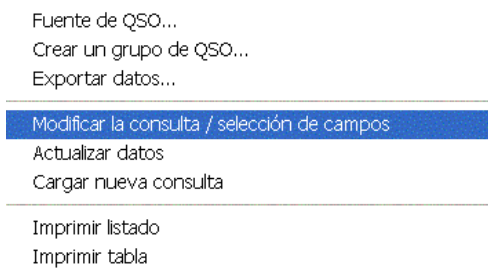 Fuente de QSO...
Crear un grupo de QSO...
Exportar datos...
Modificar la consulta / selección de campos
Actualizar datos
Cargar nueva consulta
Imprimir listado
Imprimir tabla